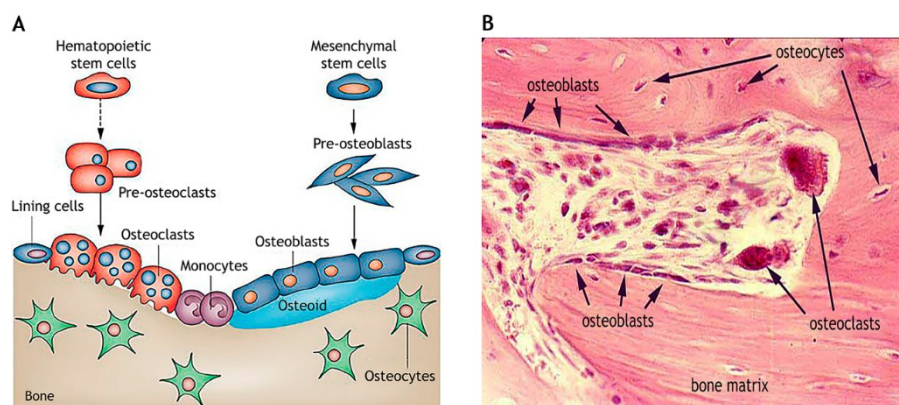 A
Hematopoietic
stem cells
Mesenchymal
stem cells
Pre-osteoblasts
Pre-osteoclasts
Lining cells
Osteoclasts
Osteoblasts
Monocytes
Osteoid
Osteocytes
Bone
B
osteocytes
osteoblasts
osteoblasts
osteoclasts
bone matrix